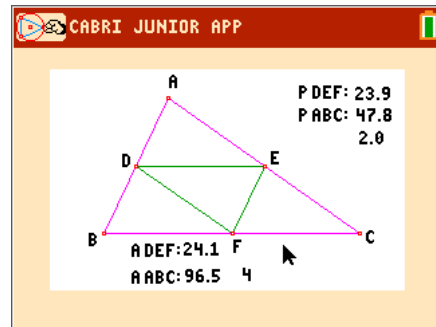 CABRI JUNIOR APP
A
P DEF: 23.9
P ABC: 47.8
2.0
D
E
B
F
C
A DEF:24.1
A ABC: 96.5 4